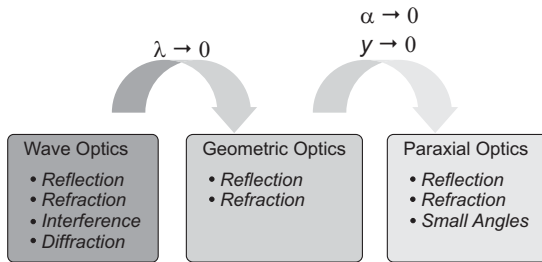 α → 0
λ → 0
y → 0
Wave Optics
• Reflection
• Refraction
• Interference
• Diffraction
Geometric Optics
• Reflection
• Refraction
Paraxial Optics
• Reflection
• Refraction
• Small Angles